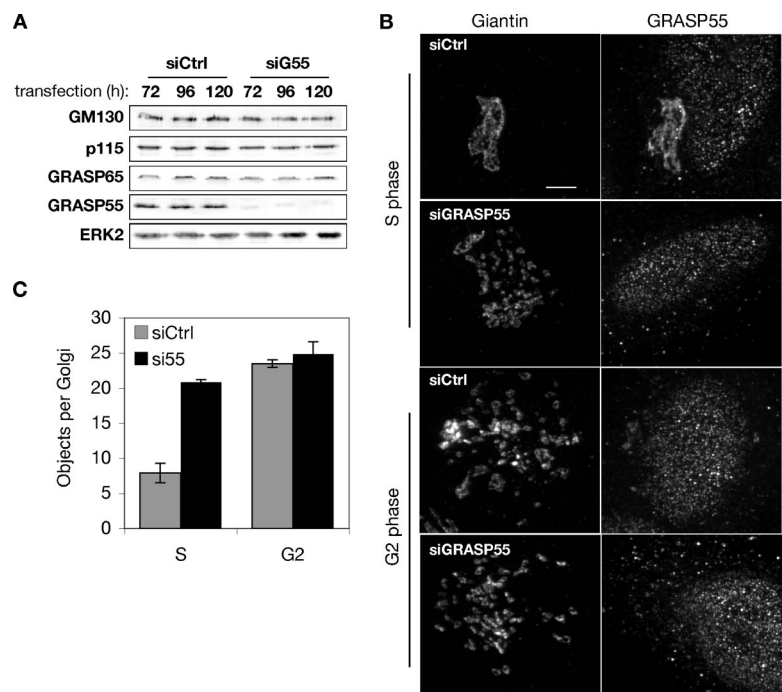 A
siCtrl siG55
transfection (h): 72 96 120 72 96 120
GM130
p115
GRASP65
GRASP55
ERK2
B
Giantin GRASP55
S phase
siCtrl
siGRASP55
G2 phase
siCtrl
siGRASP55
C
Objects per Golgi
30
25
20
15
10
5
0
siCtrl
si55
S G2